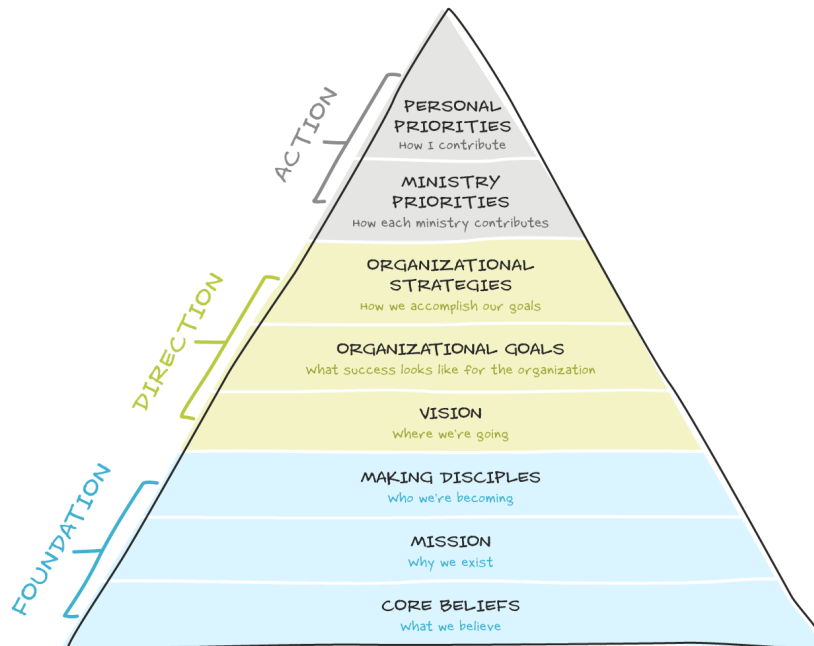 ACTION
PERSONAL
PRIORITIES
How I contribute
MINISTRY
PRIORITIES
How each ministry contributes
DIRECTION
ORGANIZATIONAL
STRATEGIES
How we accomplish our goals
ORGANIZATIONAL GOALS
What success looks like for the organization
VISION
Where we're going
FOUNDATION
MAKING DISCIPLES
Who we're becoming
MISSION
Why we exist
CORE BELIEFS
What we believe